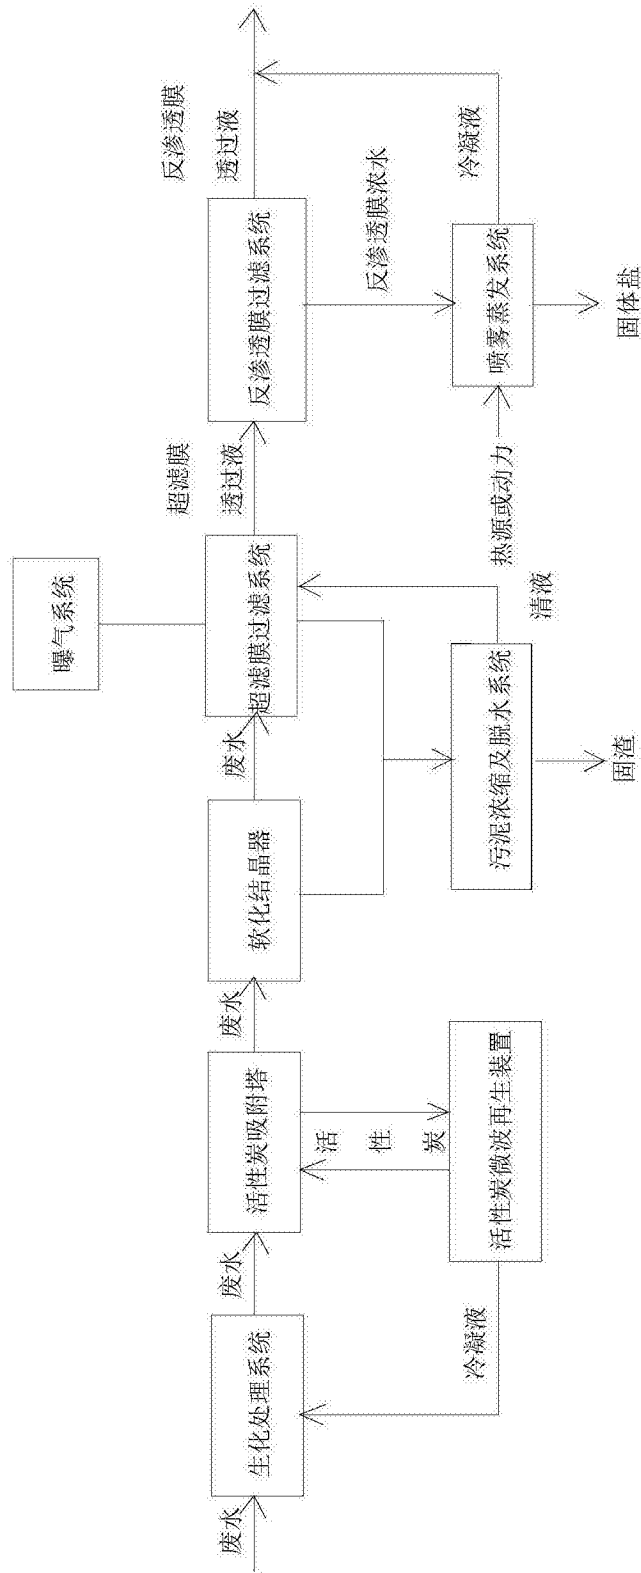 曝气系统
废水
生化处理系统
废水
活性炭吸附塔
废水
软化结晶器
废水
超滤膜过滤系统
超滤膜
透过液
反渗透膜过滤系统
反渗透膜
透过液
冷凝液
活性炭
活性炭微波再生装置
污泥浓缩及脱水系统
清液
固渣
热源或动力
反渗透膜浓水
喷雾蒸发系统
冷凝液
固体盐